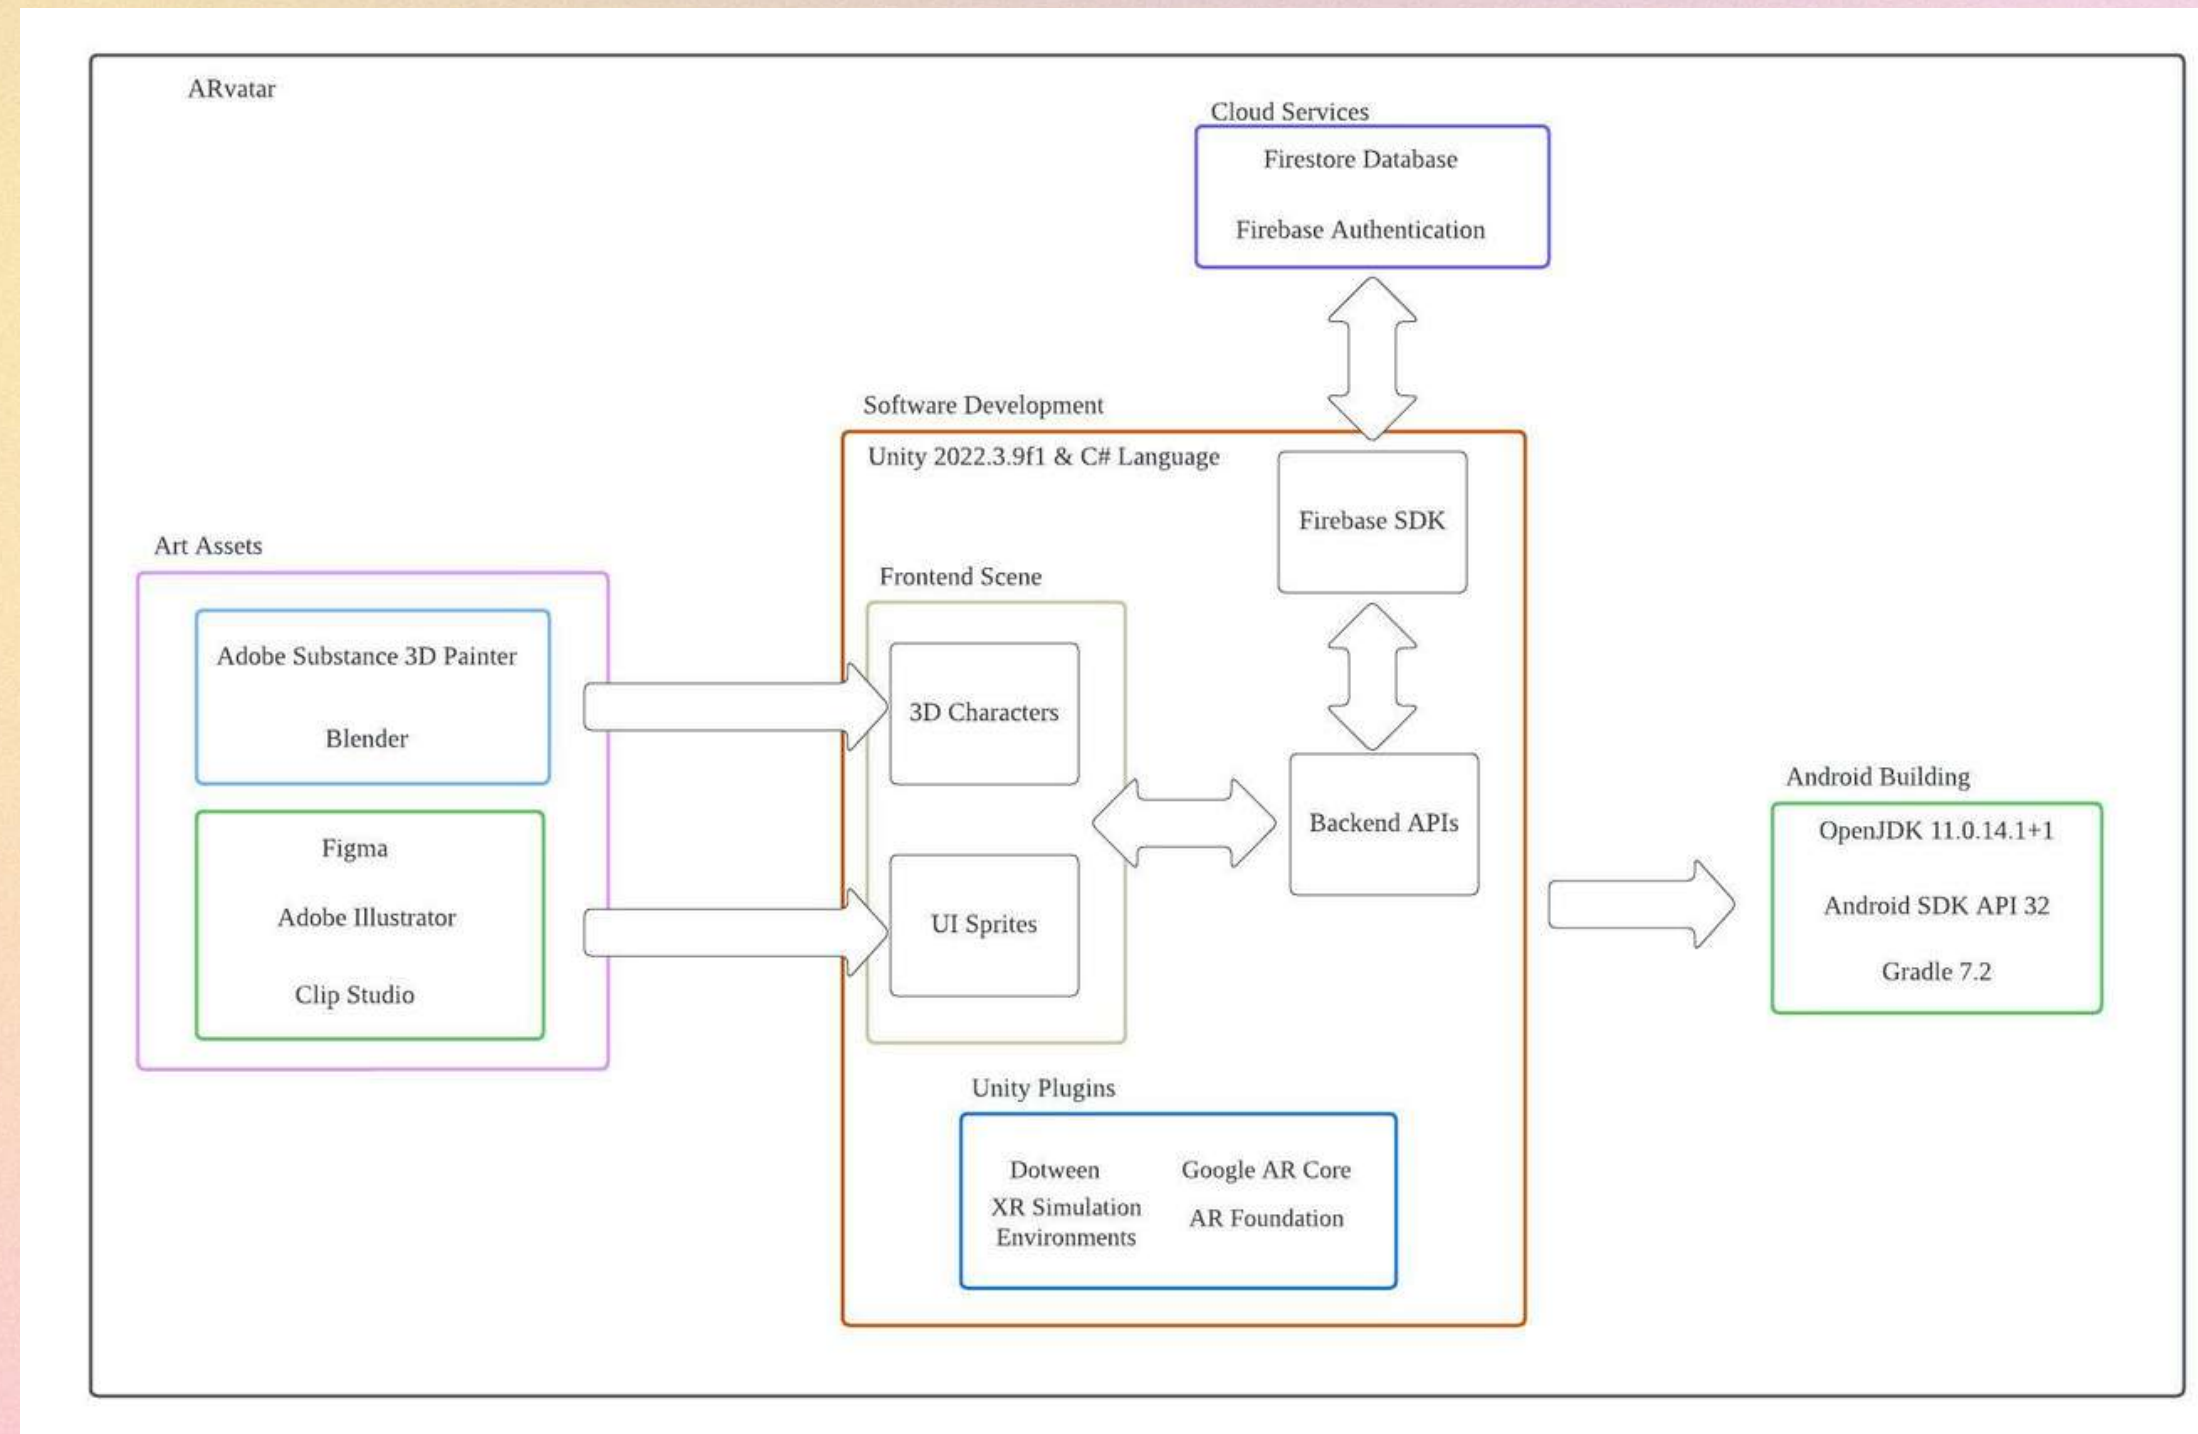 ARvatar
Cloud Services
Firestore Database
Firebase Authentication
Software Development
Unity 2022.3.9f1 & C# Language
Firebase SDK
Art Assets
Adobe Substance 3D Painter
Blender
Figma
Adobe Illustrator
Clip Studio
Frontend Scene
3D Characters
UI Sprites
Backend APIs
Android Building
OpenJDK 11.0.14.1+1
Android SDK API 32
Gradle 7.2
Unity Plugins
Dotween
Google AR Core
XR Simulation
Environments
AR Foundation